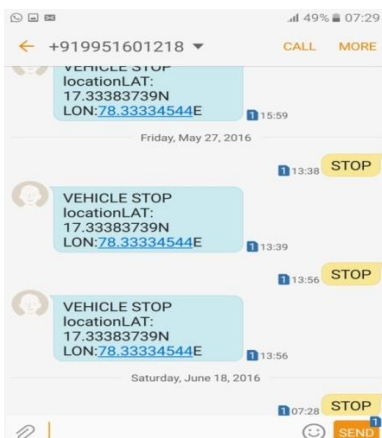 49% 07:29
+919951601218 CALL MORE
VEHICLE STOP
locationLAT:
17.33383739N
LON:78.33334544E
1 15:59
Friday, May 27, 2016
1 13:38 STOP
VEHICLE STOP
locationLAT:
17.33383739N
LON:78.33334544E
1 13:39
1 13:56 STOP
VEHICLE STOP
locationLAT:
17.33383739N
LON:78.33334544E
1 13:56
Saturday, June 18, 2016
1 07:28 STOP
1
SEND